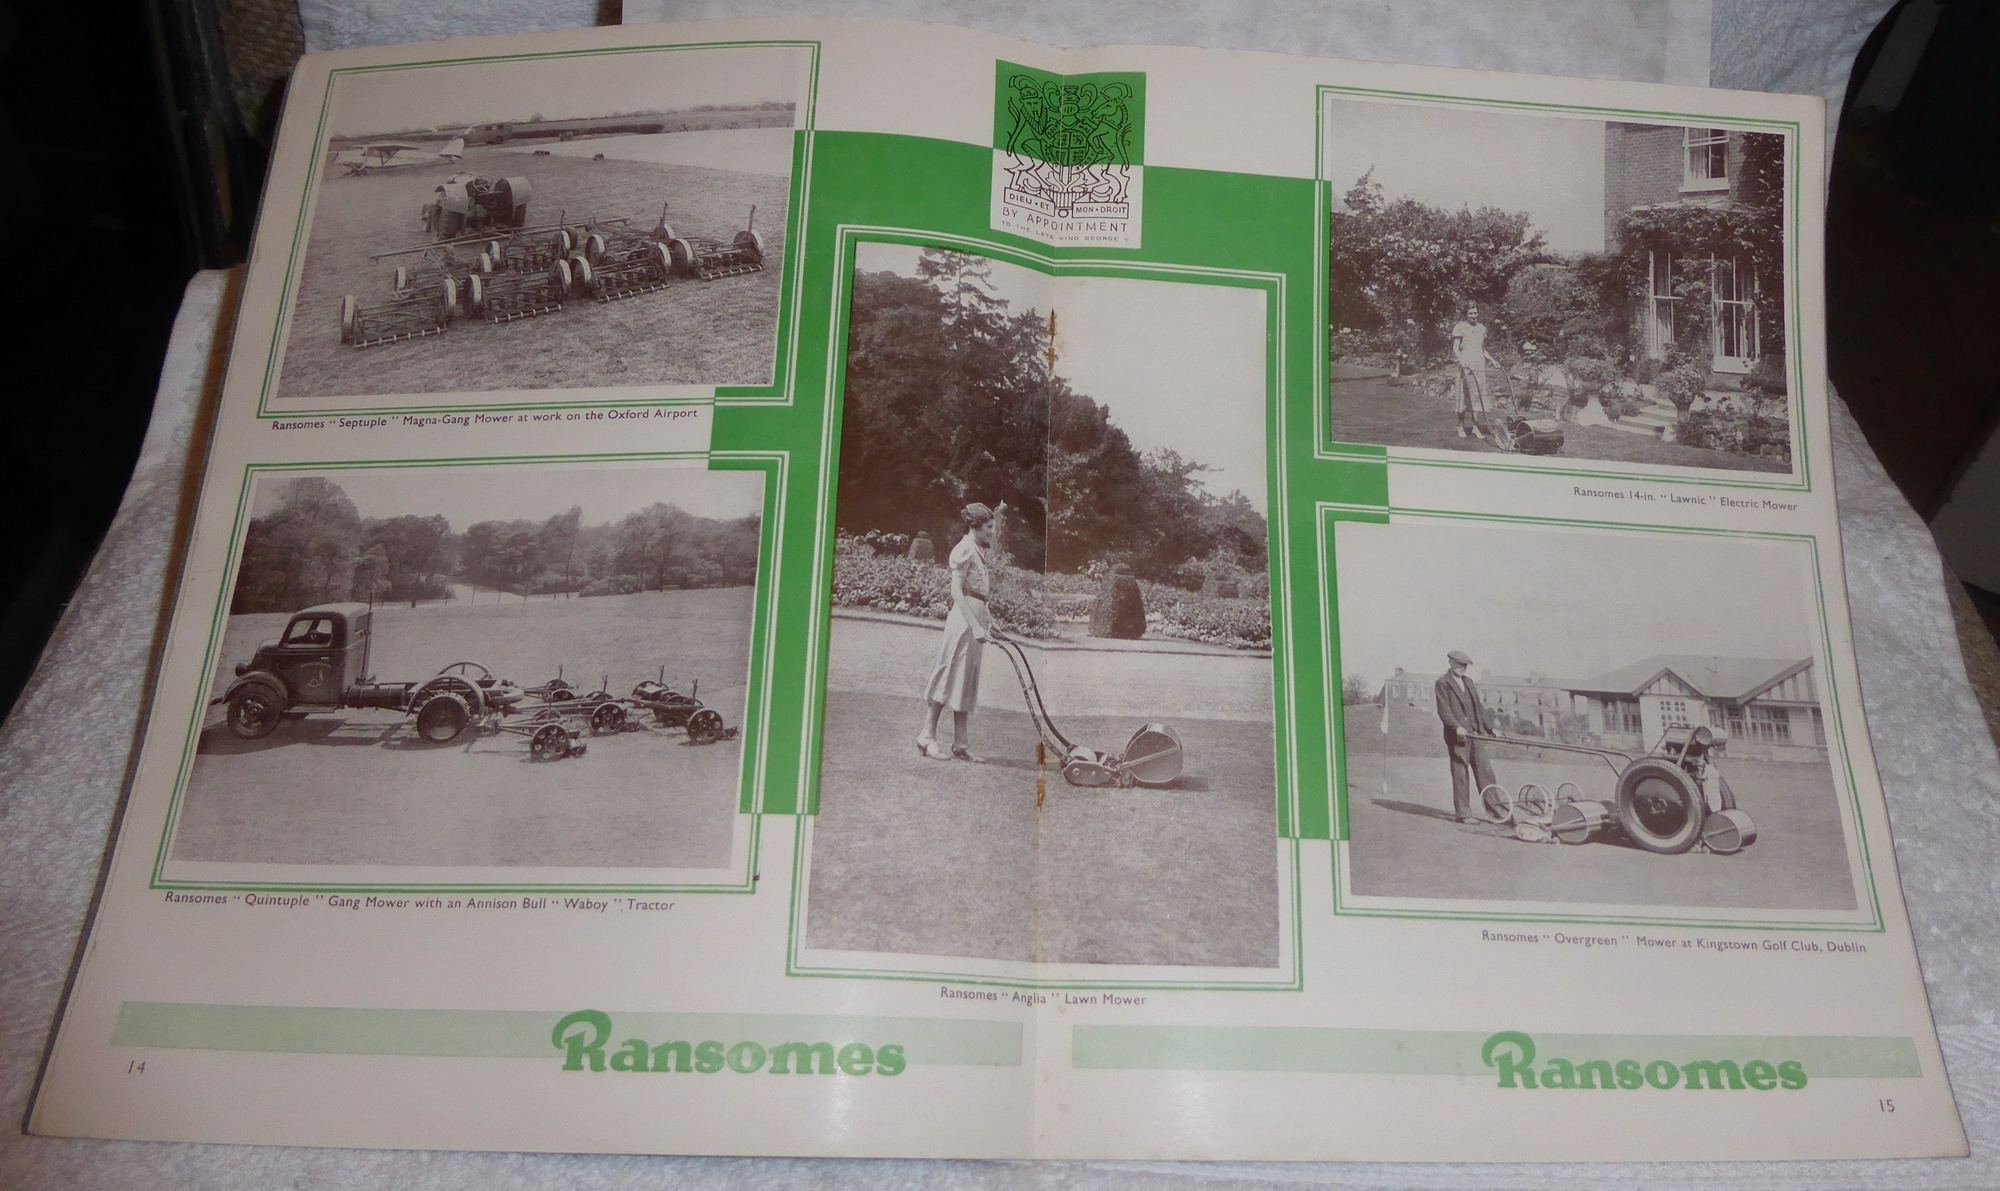 DIEU·ET MON·DROIT
BY APPOINTMENT
TO THE LATE KING GEORGE V
Ransomes " Septuple " Magna-Gang Mower at work on the Oxford Airport
Ransomes 14-in. " Lawnic " Electric Mower
Ransomes " Quintuple " Gang Mower with an Annison Bull " Waboy ", Tractor
Ransomes " Overgreen " Mower at Kingstown Golf Club, Dublin
Ransomes " Anglia " Lawn Mower
Ransomes
Ransomes
14
15